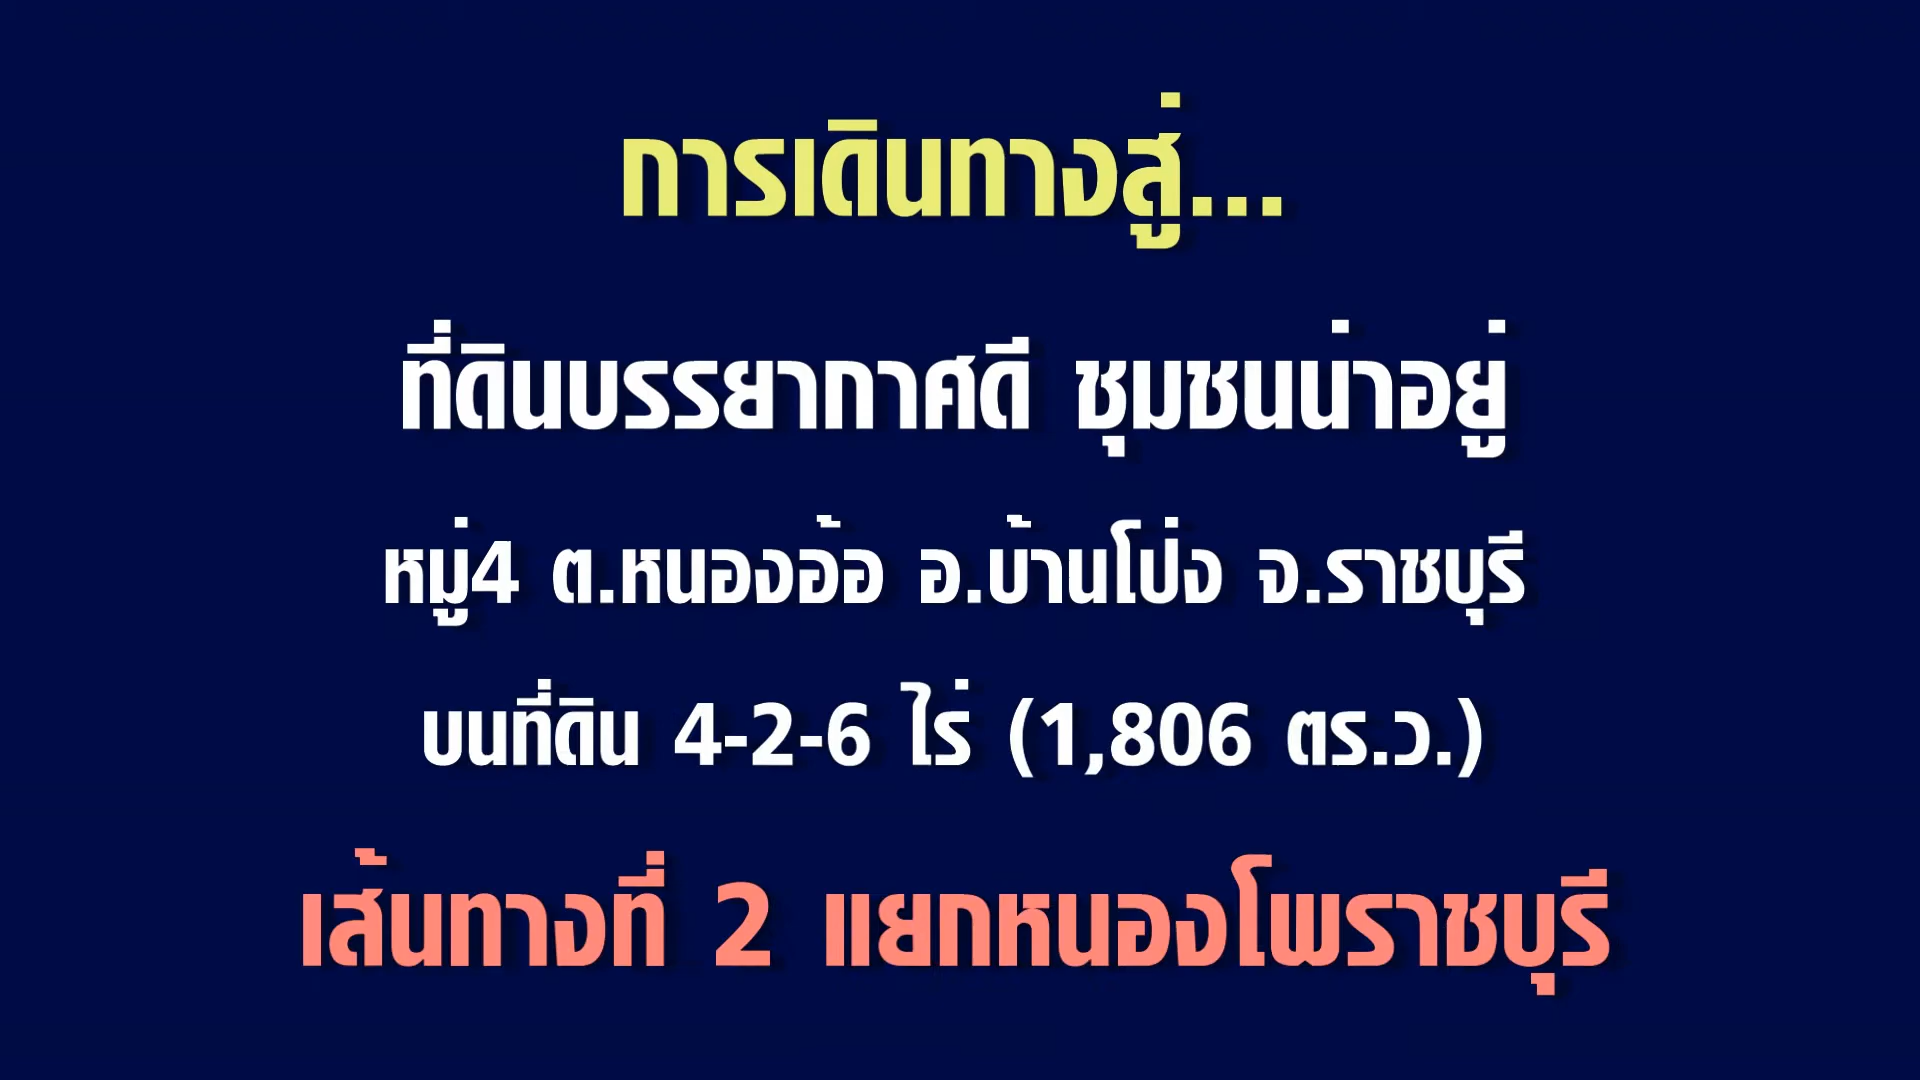 การเดินทางสู่...
ที่ดินบรรยากาศดี ชุมชนน่าอยู่
หมู่4 ต.หนองอ้อ อ.บ้านโป่ง จ.ราชบุรี
บนที่ดิน 4-2-6 ไร่ (1,806 ตร.ว.)
เส้นทางที่ 2 แยกหนองโพราชบุรี